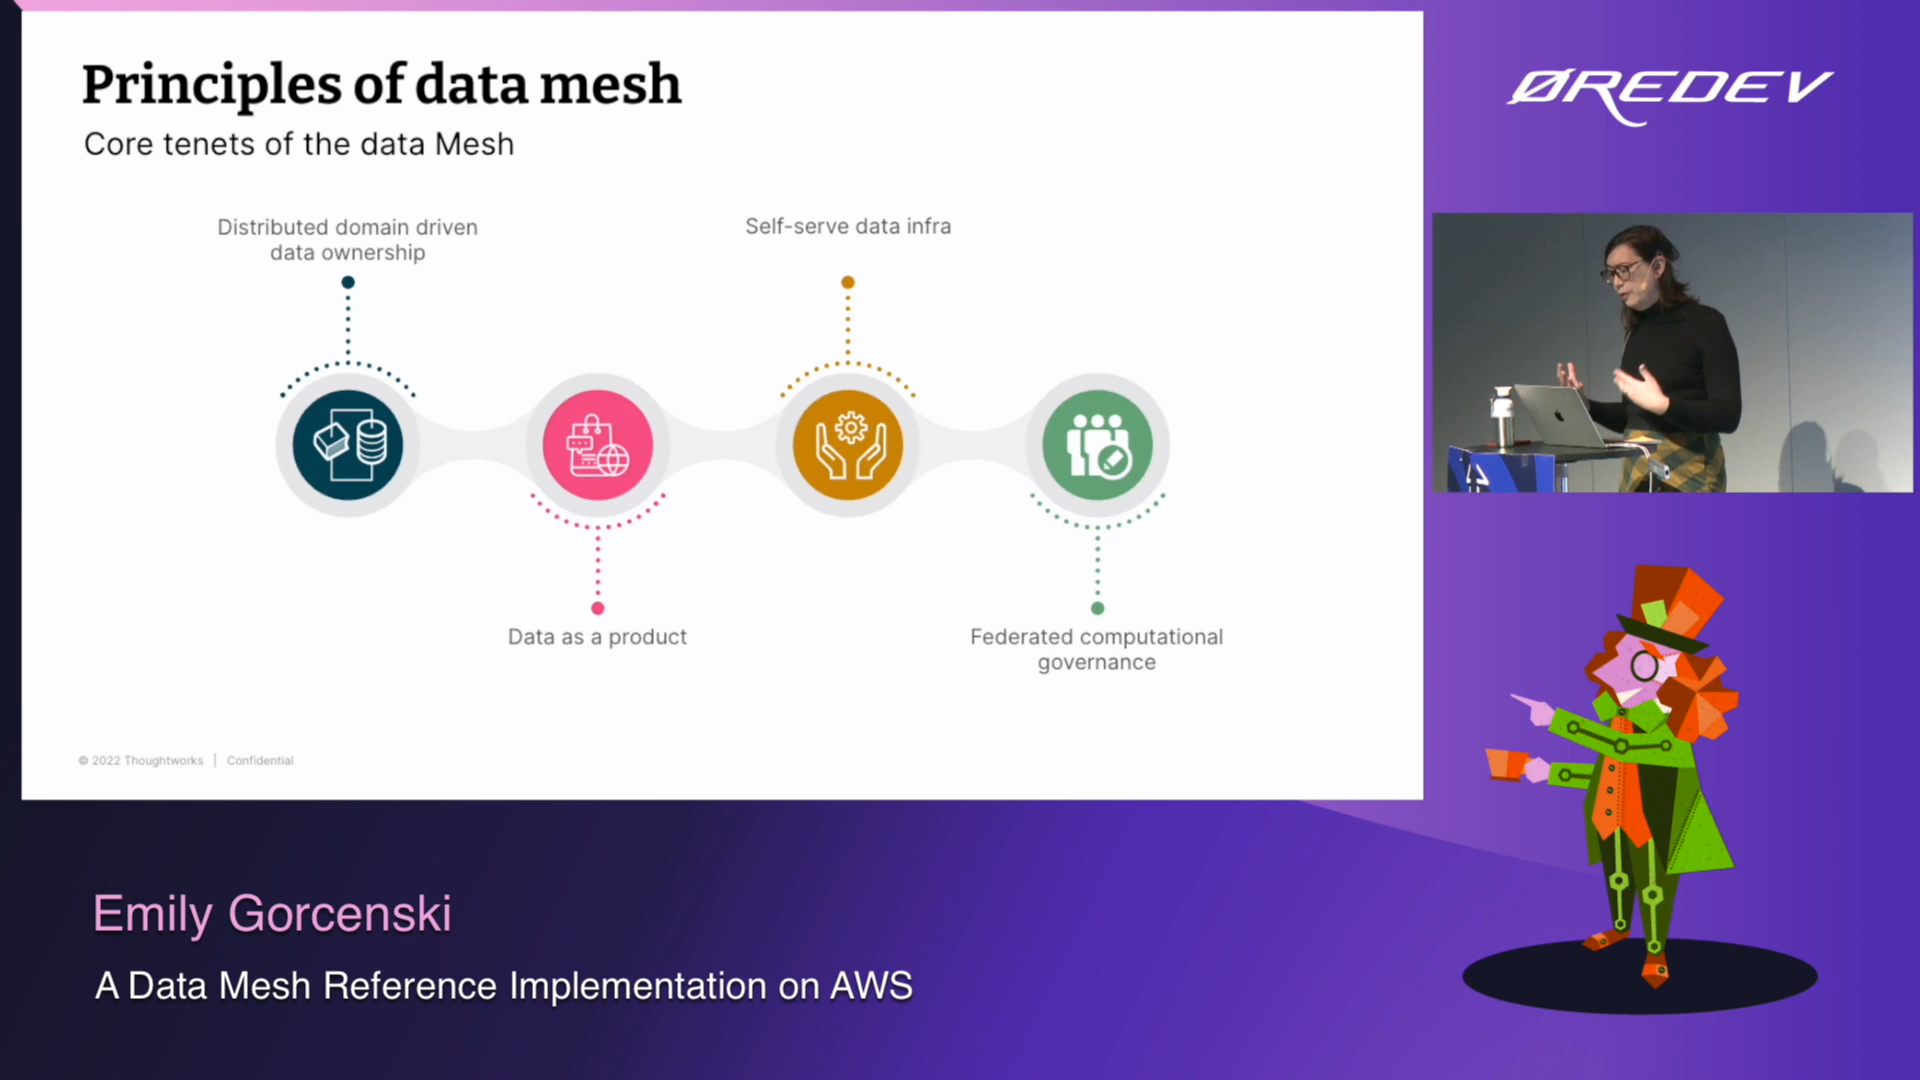 Principles of data mesh
Core tenets of the data Mesh
Distributed domain driven
data ownership
Self-serve data infra
Data as a product
Federated computational
governance
© 2022 Thoughtworks | Confidential
ØREDEV
Emily Gorcenski
A Data Mesh Reference Implementation on AWS